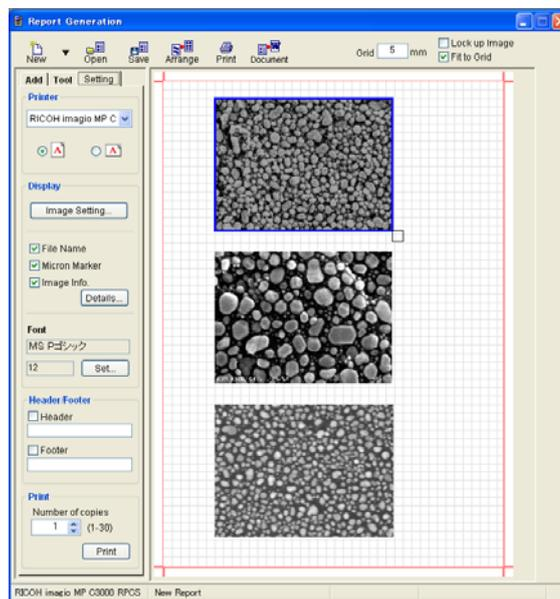 Report Generation
New Open Save Arrange Print Document Grid 5 mm
Lock up Image
Fit to Grid
Add Tool Setting
Printer
RICOH imagio MP C
A A
Display
Image Setting...
File Name
Micron Marker
Image Info.
Details...
Font
MS Pゴシック
12 Set...
Header/Footer
Header
Footer
Print
Number of copies
1 (1-30)
Print
RICOH imagio MP C3000 RPCS New Report